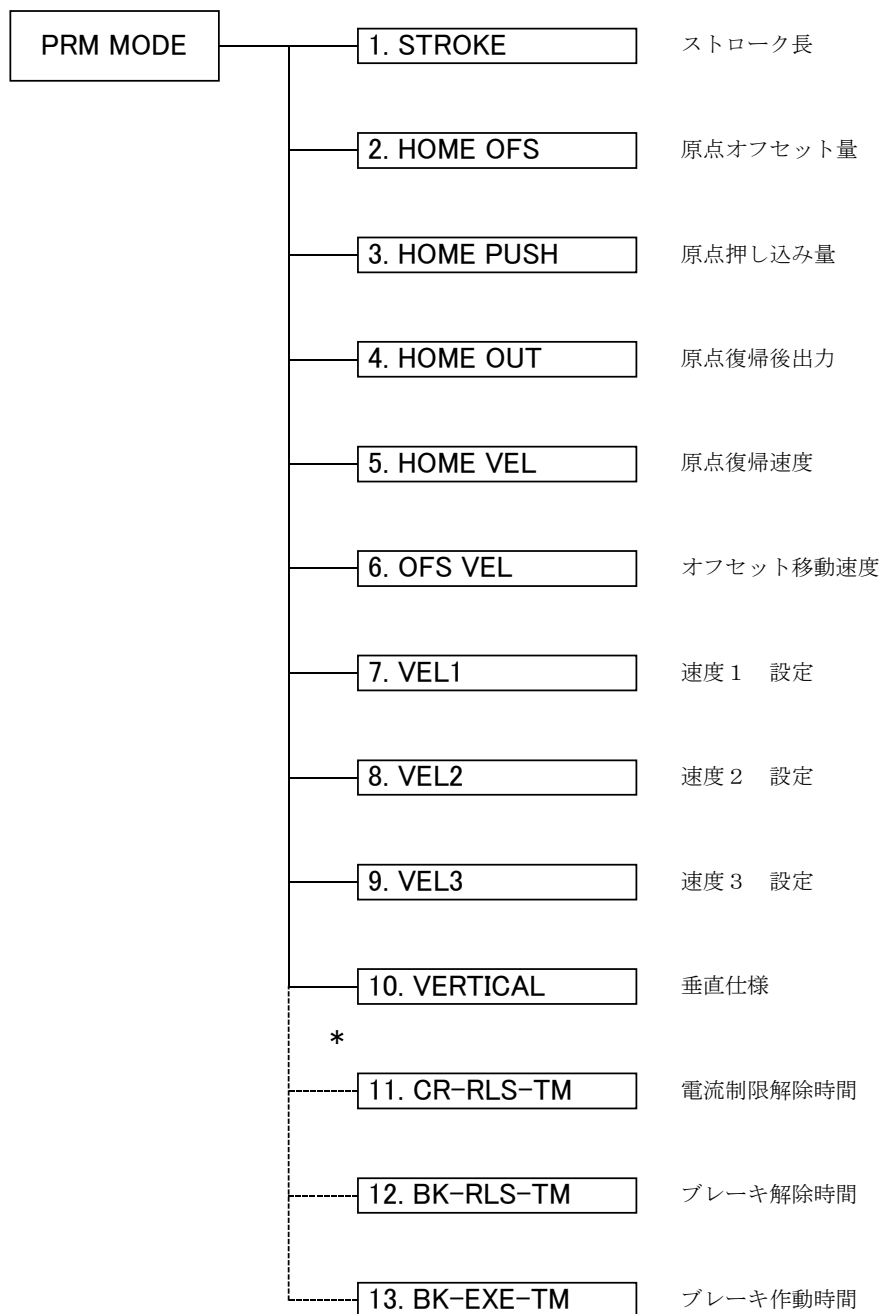 PRM MODE
1. STROKE ストローク長
2. HOME OFS 原点オフセット量
3. HOME PUSH 原点押し込み量
4. HOME OUT 原点復帰後出力
5. HOME VEL 原点復帰速度
6. OFS VEL オフセット移動速度
7. VEL1 速度1　設定
8. VEL2 速度2　設定
9. VEL3 速度3　設定
10. VERTICAL 垂直仕様
*
11. CR-RLS-TM 電流制限解除時間
12. BK-RLS-TM ブレーキ解除時間
13. BK-EXE-TM ブレーキ作動時間